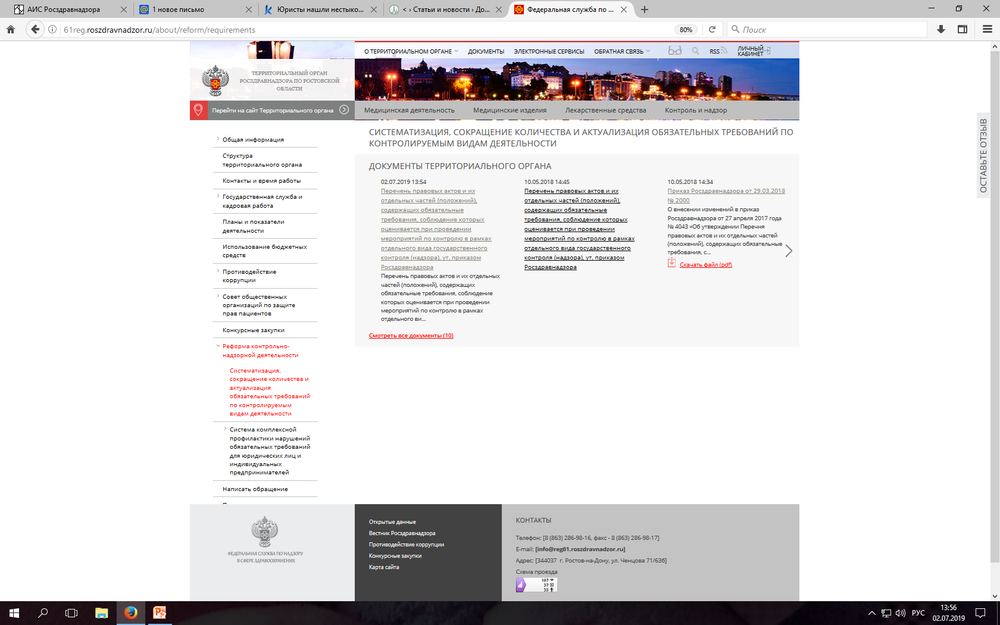 АИС Росздравнадзора
1 новое письмо
Юристы нашли нестыко...
< › Статьи и новости › До...
Федеральная служба по ...
61reg.roszdravnadzor.ru/about/reform/requirements
80%
Поиск
О ТЕРРИТОРИАЛЬНОМ ОРГАНЕ
ДОКУМЕНТЫ
ЭЛЕКТРОННЫЕ СЕРВИСЫ
ОБРАТНАЯ СВЯЗЬ
RSS
ЛИЧНЫЙ
КАБИНЕТ
ТЕРРИТОРИАЛЬНЫЙ ОРГАН
РОСЗДРАВНАДЗОРА ПО РОСТОВСКОЙ
ОБЛАСТИ
Перейти на сайт Территориального органа
Медицинская деятельность
Медицинские изделия
Лекарственные средства
Контроль и надзор
Общая информация
Структура
территориального органа
Контакты и время работы
Государственная служба и
кадровая работа
Планы и показатели
деятельности
Использование бюджетных
средств
Противодействие
коррупции
Совет общественных
организаций по защите
прав пациентов
Конкурсные закупки
Реформа контрольно-
надзорной деятельности
Систематизация,
сокращение количества и
актуализация
обязательных требований
по контролируемым
видам деятельности
Система комплексной
профилактики нарушений
обязательных требований
для юридических лиц и
индивидуальных
предпринимателей
Написать обращение
СИСТЕМАТИЗАЦИЯ, СОКРАЩЕНИЕ КОЛИЧЕСТВА И АКТУАЛИЗАЦИЯ ОБЯЗАТЕЛЬНЫХ ТРЕБОВАНИЙ ПО
КОНТРОЛИРУЕМЫМ ВИДАМ ДЕЯТЕЛЬНОСТИ
ДОКУМЕНТЫ ТЕРРИТОРИАЛЬНОГО ОРГАНА
02.07.2019 13:54
Перечень правовых актов и их
отдельных частей (положений),
содержащих обязательные
требования, соблюдение которых
оценивается при проведении
мероприятий по контролю в рамках
отдельного вида государственного
контроля (надзора), ут. приказом
Росздравнадзора
Перечень правовых актов и их отдельных
частей (положений), содержащих
обязательные требования, соблюдение
которых оценивается при проведении
мероприятий по контролю в рамках
отдельного ви...
10.05.2018 14:45
Перечень правовых актов и их
отдельных частей (положений),
содержащих обязательные
требования, соблюдение которых
оценивается при проведении
мероприятий по контролю в рамках
отдельного вида государственного
контроля (надзора), ут. приказом
Росздравнадзора
10.05.2018 14:34
Приказ Росздравнадзора от 29.03.2018
№ 2000
О внесении изменений в приказ
Росздравнадзора от 27 апреля 2017 года
№ 4043 «Об утверждении Перечня
правовых актов и их отдельных частей
(положений), содержащих обязательные
требования, с...
Скачать файл (pdf)
Смотреть все документы (10)
ОСТАВЬТЕ ОТЗЫВ
ФЕДЕРАЛЬНАЯ СЛУЖБА ПО НАДЗОРУ
В СФЕРЕ ЗДРАВООХРАНЕНИЯ
Открытые данные
Вестник Росздравнадзора
Противодействие коррупции
Конкурсные закупки
Карта сайта
КОНТАКТЫ
Телефон: [8 (863) 286-98-16, факс - 8 (863) 286-98-17]
E-mail: [info@reg61.roszdravnadzor.ru]
Адрес: [344037 г. Ростов-на-Дону, ул. Ченцова 71/63б]
Схема проезда
107
37
33
РУС
13:56
02.07.2019